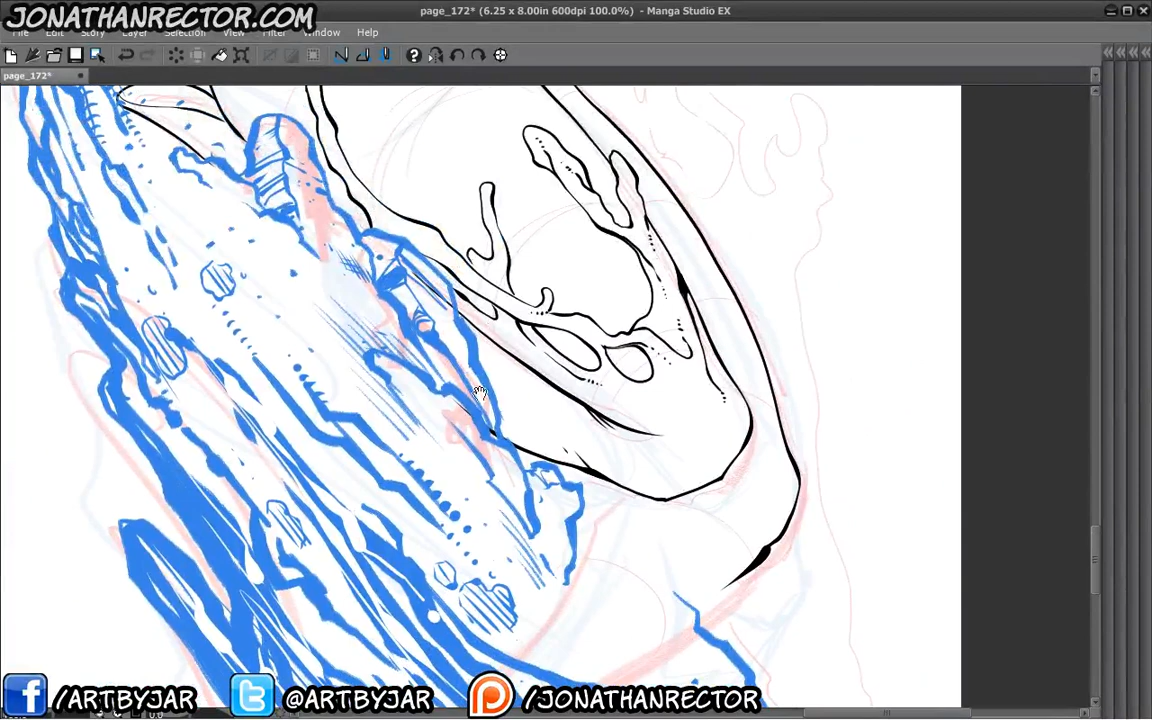 page_172* (6.25 x 8.00in 600dpi 100.0%) - Manga Studio EX
JONATHANRECTOR.COM
File Edit Story Layer Selection View Filter Window Help
page_172*
/ARTBYJAR @ARTBYJAR /JONATHANRECTOR